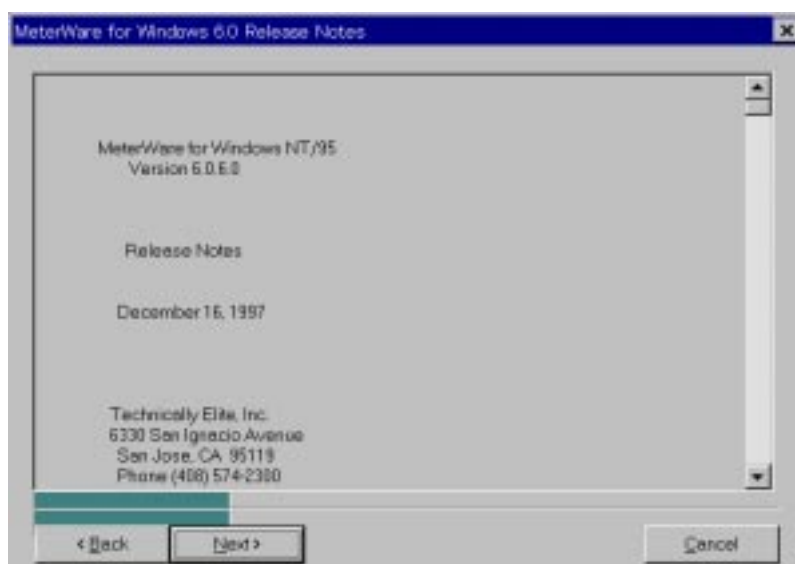 MeterWare for Windows 6.0 Release Notes
MeterWare for Windows NT/95
Version 6.0.6.0
Release Notes
December 16, 1997
Technically Elite, Inc.
6330 San Ignacio Avenue
San Jose, CA 95119
Phone (408) 574-2300
< Back
Next >
Cancel